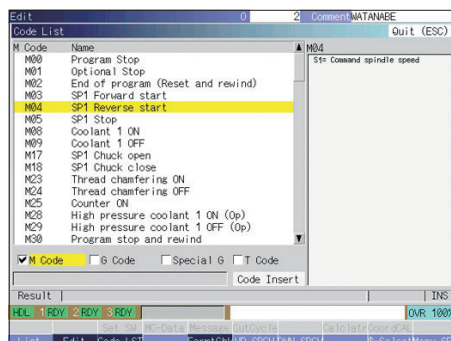 Edit 0 2 Comment WATANABE
Code List Quit (ESC)
M Code Name M04
M00 Program Stop S1= Command spindle speed
M01 Optional Stop
M02 End of program (Reset and rewind)
M03 SP1 Forward start
M04 SP1 Reverse start
M05 SP1 Stop
M08 Coolant 1 ON
M09 Coolant 1 OFF
M17 SP1 Chuck open
M18 SP1 Chuck close
M23 Thread chamfering ON
M24 Thread chamfering OFF
M25 Counter ON
M28 High pressure coolant 1 ON (Op)
M29 High pressure coolant 1 OFF (Op)
M30 Program stop and rewind
M Code G Code Special G T Code
Code Insert
Result INS
HDL 1 RDY 2 RDY 3 RDY OVR 100%
Set SW MC-Data Message CutCycle Calclatr CoordCAL
List Edit Code LST